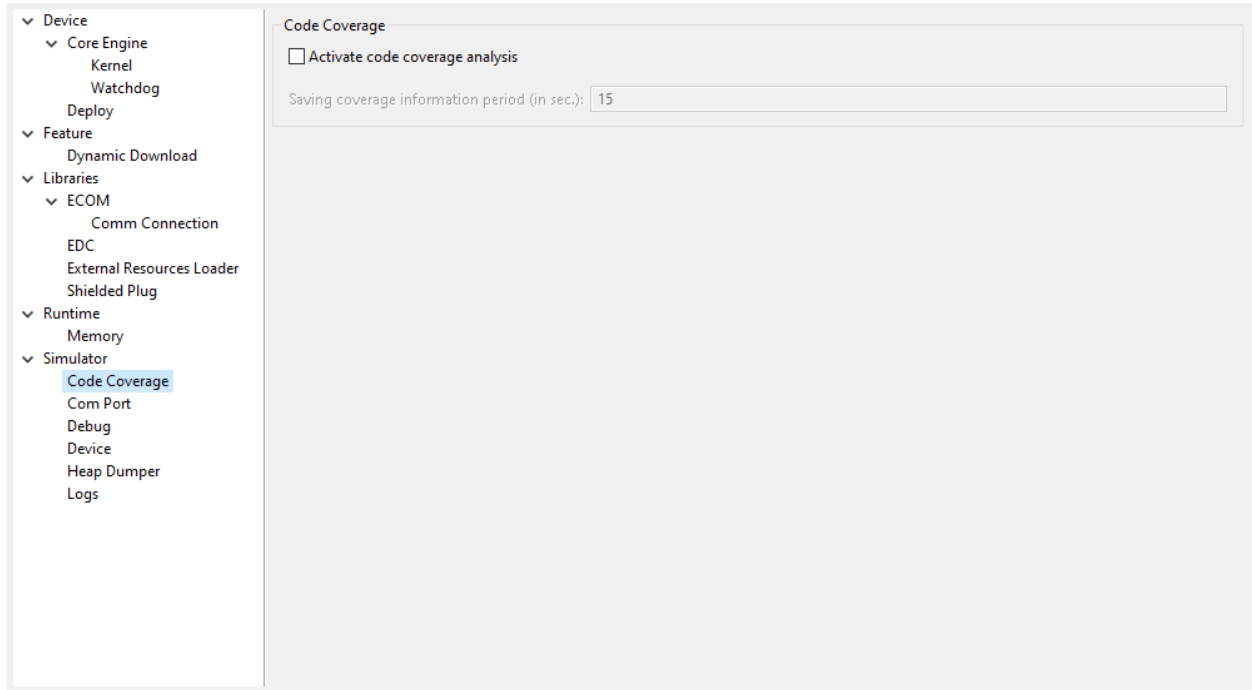 Device
Core Engine
Kernel
Watchdog
Deploy
Feature
Dynamic Download
Libraries
ECOM
Comm Connection
EDC
External Resources Loader
Shielded Plug
Runtime
Memory
Simulator
Code Coverage
Com Port
Debug
Device
Heap Dumper
Logs
Code Coverage
Activate code coverage analysis
Saving coverage information period (in sec.): 15